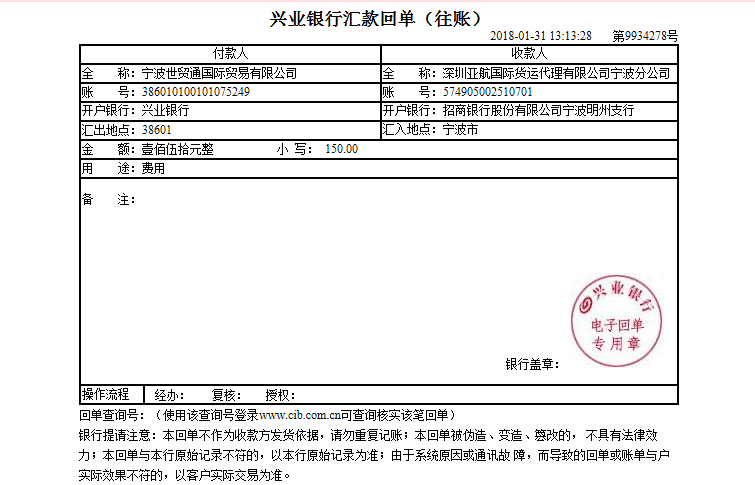 兴业银行汇款回单（往账）
2018-01-31 13:13:28 第9934278号
付款人 收款人
全 称：宁波世贸通国际贸易有限公司 全 称：深圳亚航国际货运代理有限公司宁波分公司
账 号：386010100101075249 账 号：574905002510701
开户银行：兴业银行 开户银行：招商银行股份有限公司宁波明州支行
汇出地点：38601 汇入地点：宁波市
金 额：壹佰伍拾元整 小 写： 150.00
用 途：费用
备 注：
兴业银行
电子回单
专用章
银行盖章：
操作流程 经办： 复核： 授权：
回单查询号：（使用该查询号登录www.cib.com.cn可查询核实该笔回单）
银行提请注意：本回单不作为收款方发货依据，请勿重复记账；本回单被伪造、变造、篡改的，不具有法律效
力；本回单与本行原始记录不符的，以本行原始记录为准；由于系统原因或通讯故障，而导致的回单或账单与户
实际效果不符的，以客户实际交易为准。